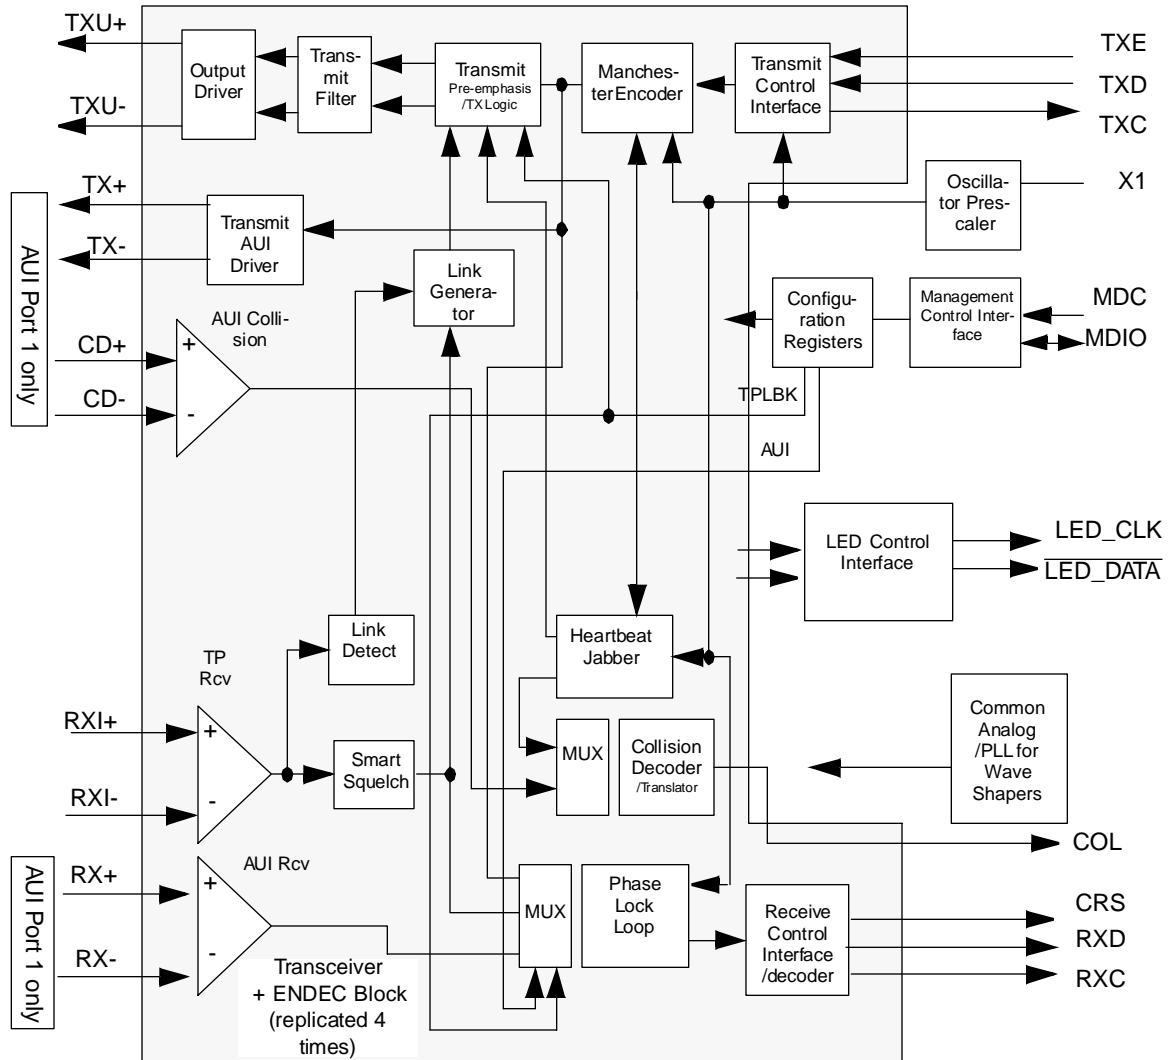 TXU+
TXU-
Output
Driver
Trans-
mit
Filter
Transmit
Pre-emphasis
/TX Logic
Manches-
ter Encoder
Transmit
Control
Interface
TXE
TXD
TXC
X1
Oscilla-
tor Pres-
caler
AUI Port 1 only
TX+
TX-
CD+
CD-
Transmit
AUI
Driver
AUI Colli-
sion
+
-
Link
Genera-
tor
Configu-
ration
Registers
Management
Control Inter-
face
MDC
MDIO
TPLBK
AUI
LED Control
Interface
LED_CLK
LED_DATA
Link
Detect
Heartbeat
Jabber
TP
Rcv
RXI+
RXI-
+
-
Smart
Squelch
MUX
Collision
Decoder
/Translator
Common
Analog
/PLL for
Wave
Shapers
COL
AUI Port 1 only
RX+
RX-
AUI Rcv
+
-
MUX
Phase
Lock
Loop
Receive
Control
Interface
/decoder
CRS
RXD
RXC
Transceiver
+ ENDEC Block
(replicated 4
times)